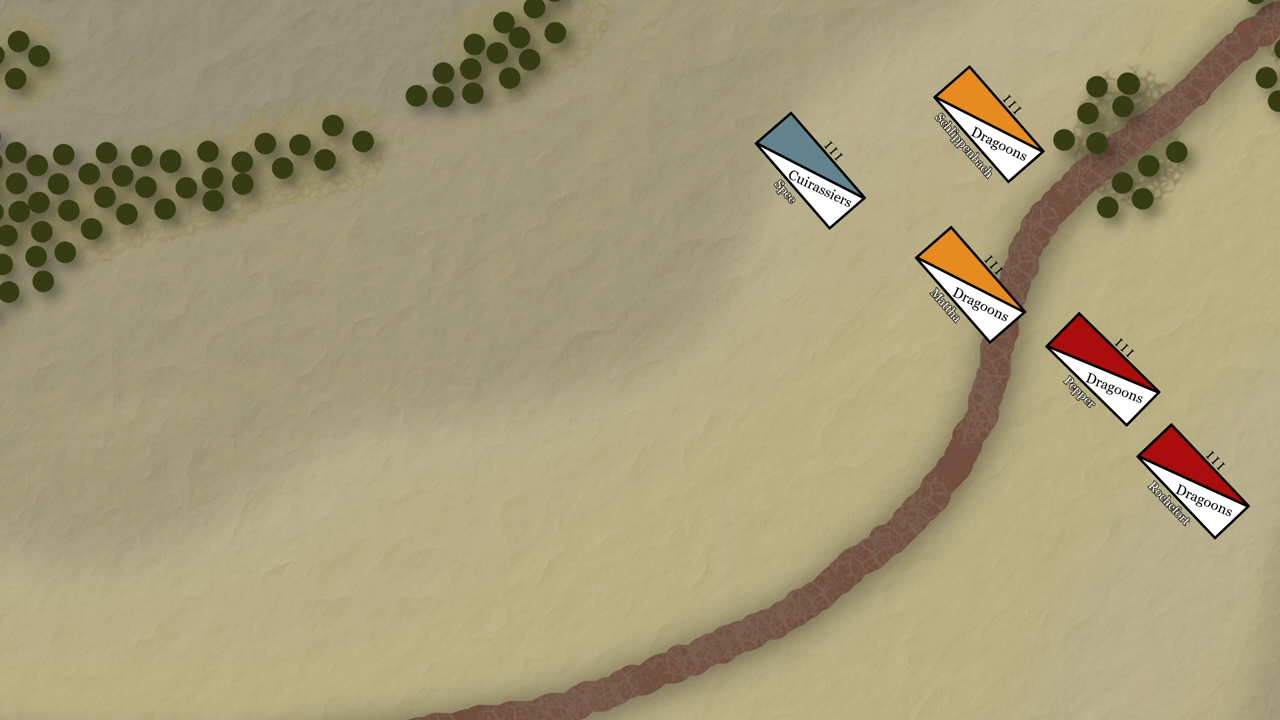 III
Dragoons
Schlippenbach
III
Cuirassiers
Spee
III
Dragoons
Mattha
III
Dragoons
Pepper
III
Dragoons
Rochefort